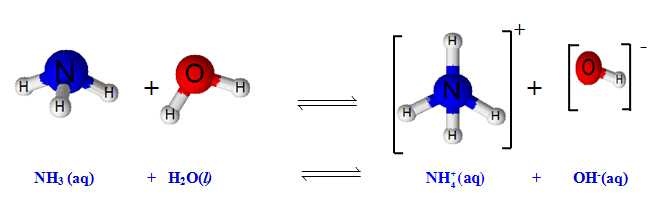 N H H H + O H H ⇌ [N H H H H]⁺ + [O H]⁻
NH₃ (aq) + H₂O(l) ⇌ NH₄⁺(aq) + OH⁻(aq)